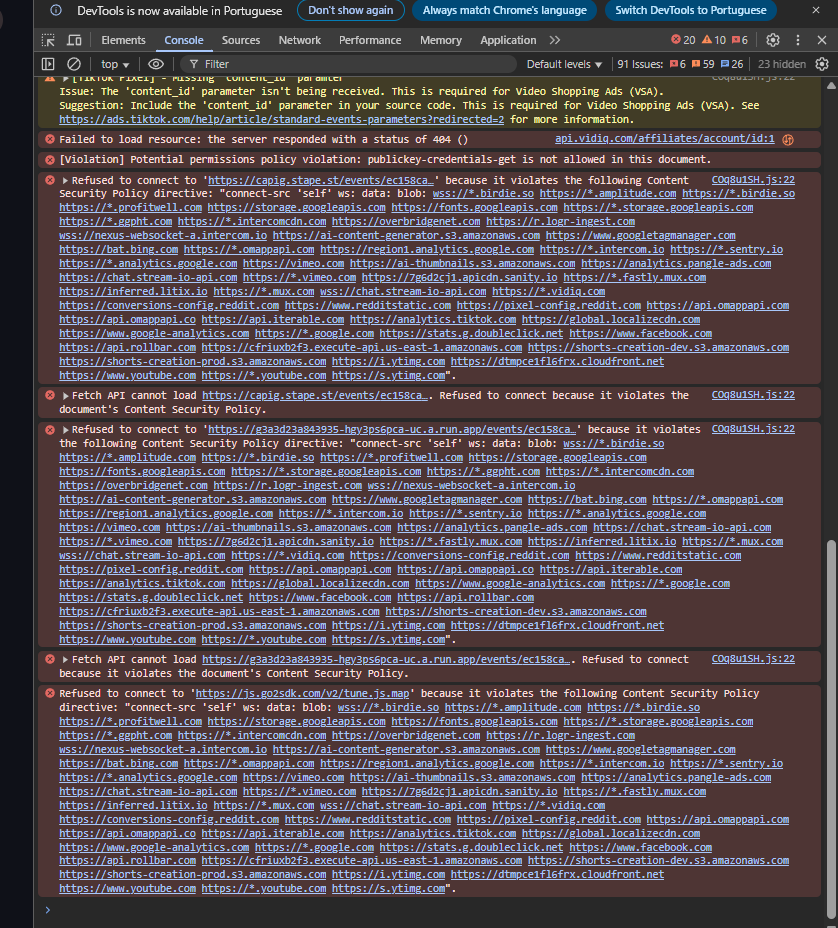 DevTools is now available in Portuguese Don't show again Always match Chrome's language Switch DevTools to Portuguese
Elements Console Sources Network Performance Memory Application 20 10 6
top Filter Default levels 91 Issues: 6 59 26 23 hidden
Issue: The 'content_id' parameter isn't being received. This is required for Video Shopping Ads (VSA).
Suggestion: Include the 'content_id' parameter in your source code. This is required for Video Shopping Ads (VSA). See
https://ads.tiktok.com/help/article/standard-events-parameters?redirected=2 for more information.
Failed to load resource: the server responded with a status of 404 () api.vidiq.com/affiliates/account/id:1
[Violation] Potential permissions policy violation: publickey-credentials-get is not allowed in this document.
Refused to connect to 'https://capig.stape.st/events/ec158ca…' because it violates the following Content COq8u1SH.js:22
Security Policy directive: "connect-src 'self' ws: data: blob: wss://*.birdie.so https://*.amplitude.com https://*.birdie.so
https://*.profitwell.com https://storage.googleapis.com https://fonts.googleapis.com https://*.storage.googleapis.com
https://*.ggpht.com https://*.intercomcdn.com https://overbridgenet.com https://r.logr-ingest.com
wss://nexus-websocket-a.intercom.io https://ai-content-generator.s3.amazonaws.com https://www.googletagmanager.com
https://bat.bing.com https://*.omappapi.com https://region1.analytics.google.com https://*.intercom.io https://*.sentry.io
https://*.analytics.google.com https://vimeo.com https://ai-thumbnails.s3.amazonaws.com https://analytics.pangle-ads.com
https://chat.stream-io-api.com https://*.vimeo.com https://7g6d2cj1.apicdn.sanity.io https://*.fastly.mux.com
https://inferred.litix.io https://*.mux.com wss://chat.stream-io-api.com https://*.vidiq.com
https://conversions-config.reddit.com https://www.redditstatic.com https://pixel-config.reddit.com https://api.omappapi.com
https://api.omappapi.co https://api.iterable.com https://analytics.tiktok.com https://global.localizecdn.com
https://www.google-analytics.com https://*.google.com https://stats.g.doubleclick.net https://www.facebook.com
https://api.rollbar.com https://cfriuxb2f3.execute-api.us-east-1.amazonaws.com https://shorts-creation-dev.s3.amazonaws.com
https://shorts-creation-prod.s3.amazonaws.com https://i.ytimg.com https://dtmpce1fl6frx.cloudfront.net
https://www.youtube.com https://*.youtube.com https://s.ytimg.com".
Fetch API cannot load https://capig.stape.st/events/ec158ca…. Refused to connect because it violates the COq8u1SH.js:22
document's Content Security Policy.
Refused to connect to 'https://g3a3d23a843935-hgy3ps6pca-uc.a.run.app/events/ec158ca…' because it violates COq8u1SH.js:22
the following Content Security Policy directive: "connect-src 'self' ws: data: blob: wss://*.birdie.so
https://*.amplitude.com https://*.birdie.so https://*.profitwell.com https://storage.googleapis.com
https://fonts.googleapis.com https://*.storage.googleapis.com https://*.ggpht.com https://*.intercomcdn.com
https://overbridgenet.com https://r.logr-ingest.com wss://nexus-websocket-a.intercom.io
https://ai-content-generator.s3.amazonaws.com https://www.googletagmanager.com https://bat.bing.com https://*.omappapi.com
https://region1.analytics.google.com https://*.intercom.io https://*.sentry.io https://*.analytics.google.com
https://vimeo.com https://ai-thumbnails.s3.amazonaws.com https://analytics.pangle-ads.com https://chat.stream-io-api.com
https://*.vimeo.com https://7g6d2cj1.apicdn.sanity.io https://*.fastly.mux.com https://inferred.litix.io https://*.mux.com
wss://chat.stream-io-api.com https://*.vidiq.com https://conversions-config.reddit.com https://www.redditstatic.com
https://pixel-config.reddit.com https://api.omappapi.com https://api.omappapi.co https://api.iterable.com
https://analytics.tiktok.com https://global.localizecdn.com https://www.google-analytics.com https://*.google.com
https://stats.g.doubleclick.net https://www.facebook.com https://api.rollbar.com
https://cfriuxb2f3.execute-api.us-east-1.amazonaws.com https://shorts-creation-dev.s3.amazonaws.com
https://shorts-creation-prod.s3.amazonaws.com https://i.ytimg.com https://dtmpce1fl6frx.cloudfront.net
https://www.youtube.com https://*.youtube.com https://s.ytimg.com".
Fetch API cannot load https://g3a3d23a843935-hgy3ps6pca-uc.a.run.app/events/ec158ca…. Refused to connect COq8u1SH.js:22
because it violates the document's Content Security Policy.
Refused to connect to 'https://js.go2sdk.com/v2/tune.js.map' because it violates the following Content Security Policy
directive: "connect-src 'self' ws: data: blob: wss://*.birdie.so https://*.amplitude.com https://*.birdie.so
https://*.profitwell.com https://storage.googleapis.com https://fonts.googleapis.com https://*.storage.googleapis.com
https://*.ggpht.com https://*.intercomcdn.com https://overbridgenet.com https://r.logr-ingest.com
wss://nexus-websocket-a.intercom.io https://ai-content-generator.s3.amazonaws.com https://www.googletagmanager.com
https://bat.bing.com https://*.omappapi.com https://region1.analytics.google.com https://*.intercom.io https://*.sentry.io
https://*.analytics.google.com https://vimeo.com https://ai-thumbnails.s3.amazonaws.com https://analytics.pangle-ads.com
https://chat.stream-io-api.com https://*.vimeo.com https://7g6d2cj1.apicdn.sanity.io https://*.fastly.mux.com
https://inferred.litix.io https://*.mux.com wss://chat.stream-io-api.com https://*.vidiq.com
https://conversions-config.reddit.com https://www.redditstatic.com https://pixel-config.reddit.com https://api.omappapi.com
https://api.omappapi.co https://api.iterable.com https://analytics.tiktok.com https://global.localizecdn.com
https://www.google-analytics.com https://*.google.com https://stats.g.doubleclick.net https://www.facebook.com
https://api.rollbar.com https://cfriuxb2f3.execute-api.us-east-1.amazonaws.com https://shorts-creation-dev.s3.amazonaws.com
https://shorts-creation-prod.s3.amazonaws.com https://i.ytimg.com https://dtmpce1fl6frx.cloudfront.net
https://www.youtube.com https://*.youtube.com https://s.ytimg.com".